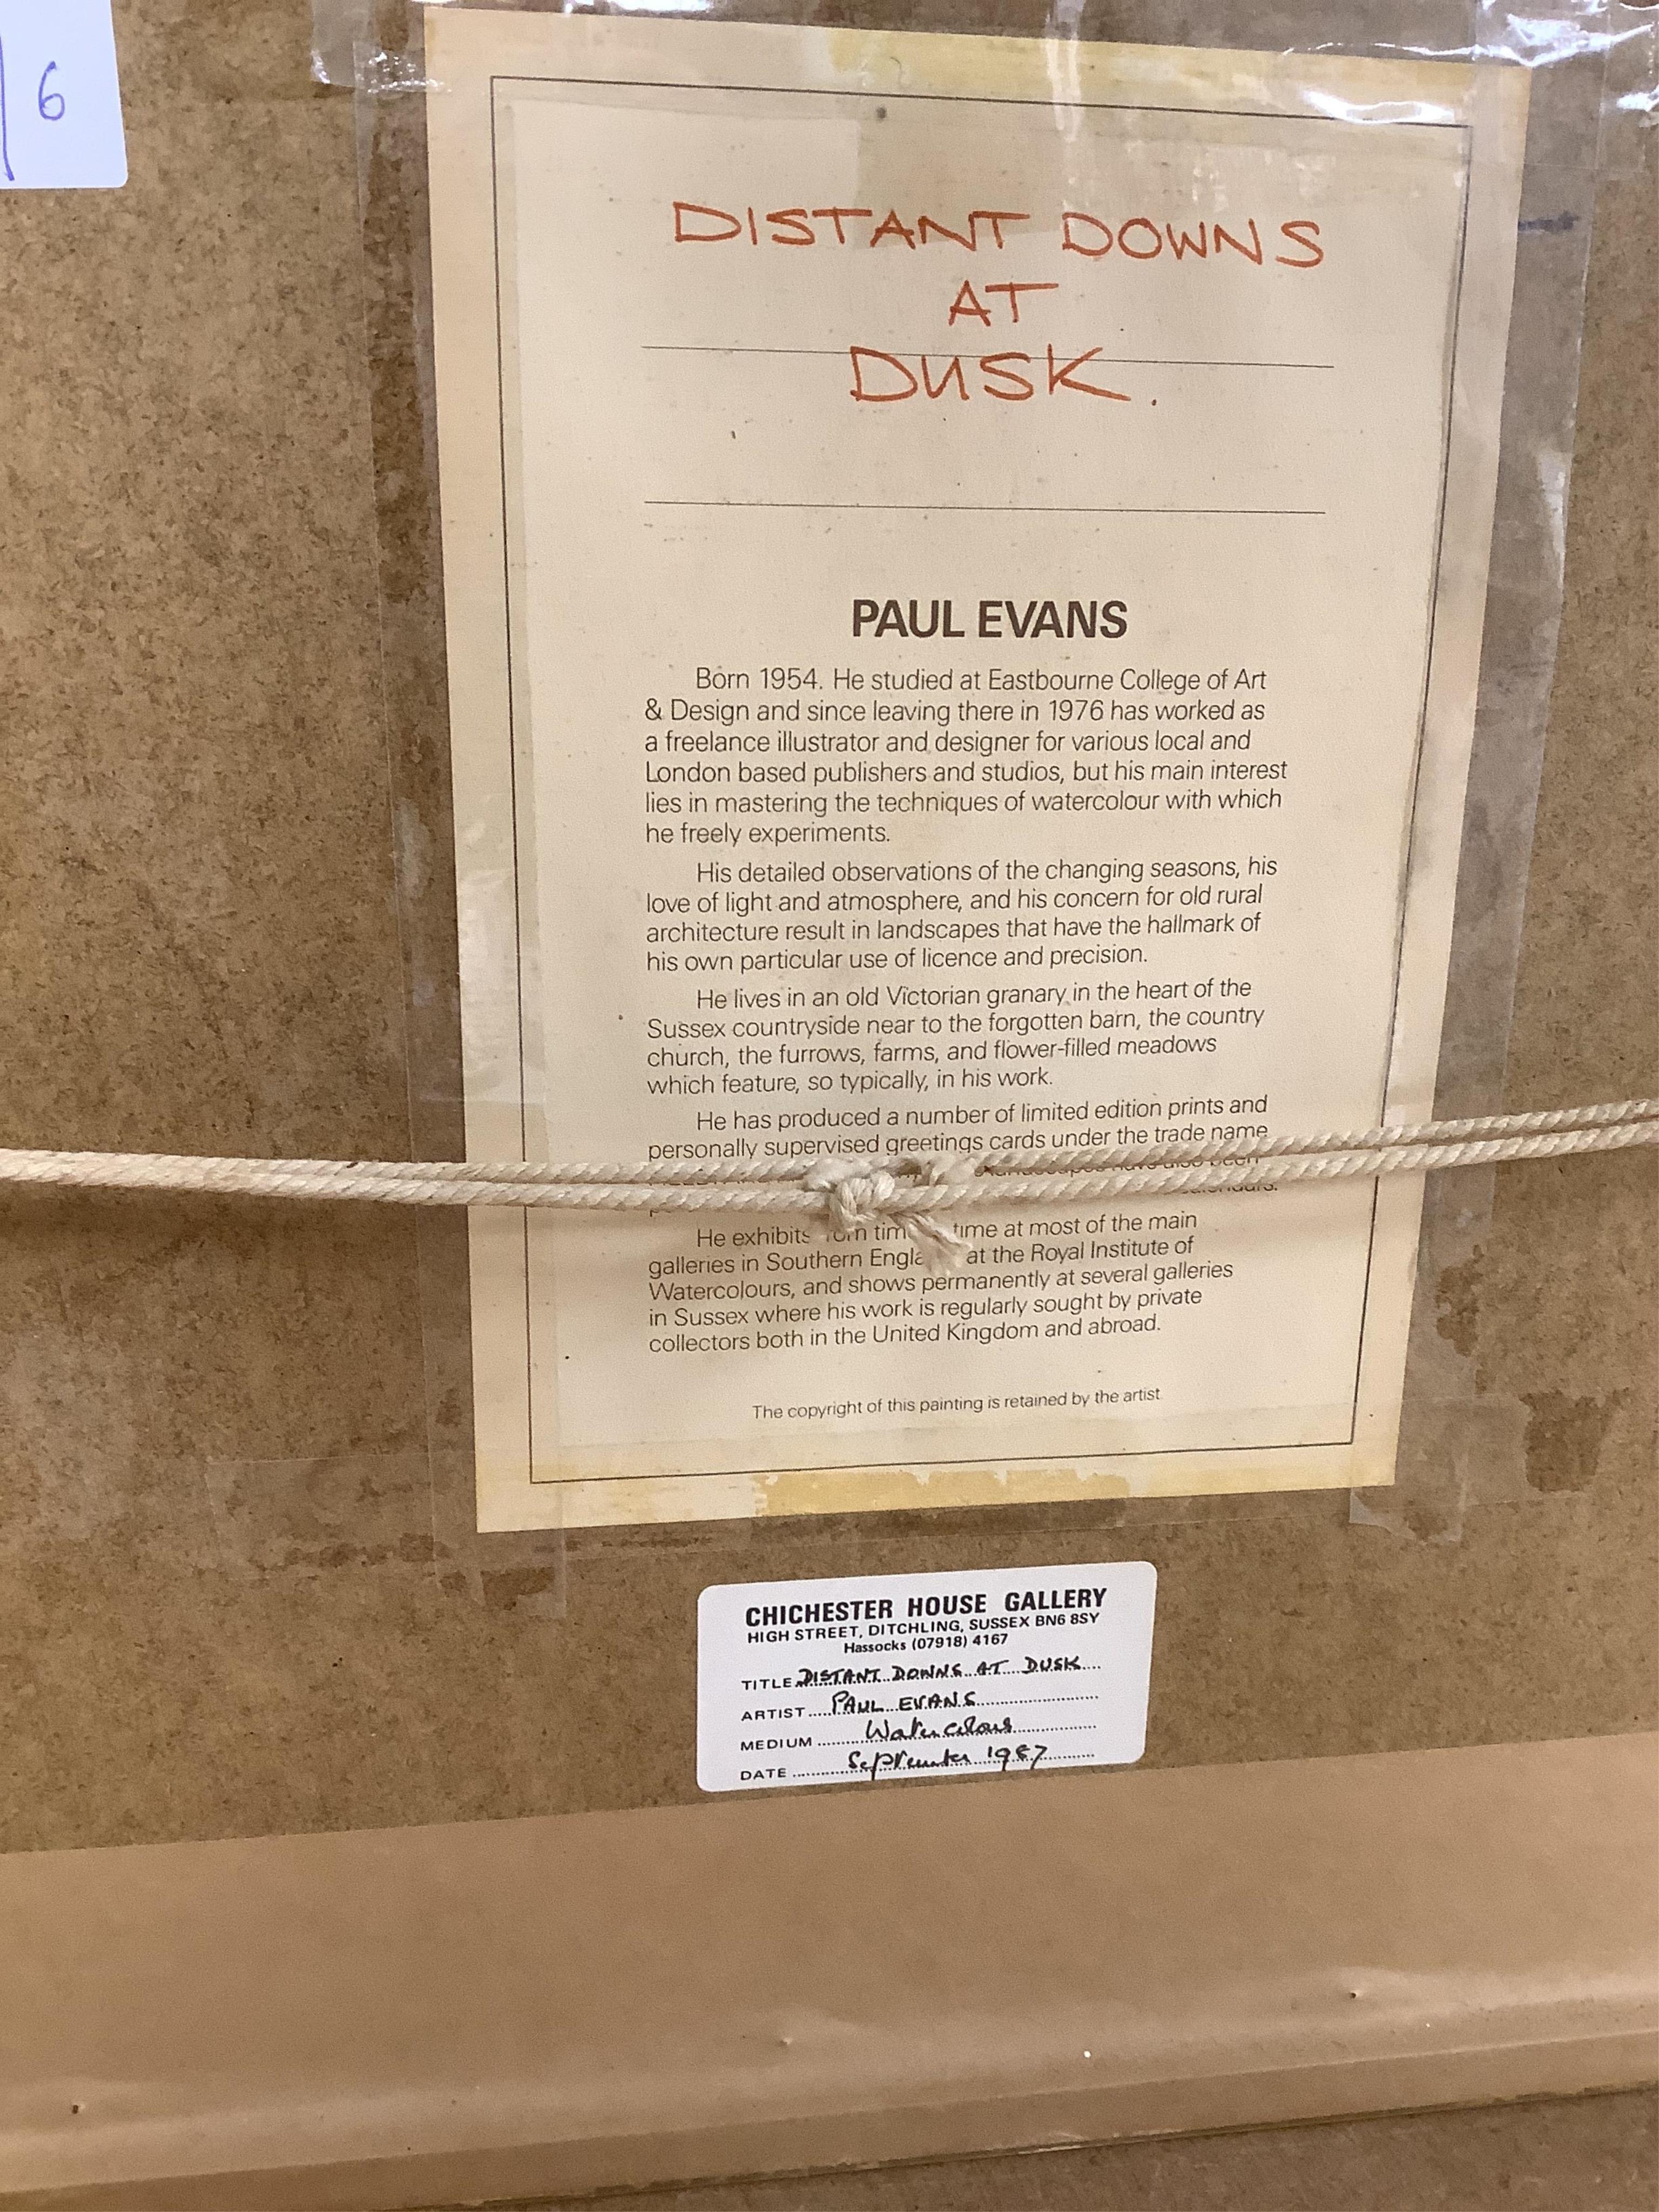 6
DISTANT DOWNS
AT
DUSK.
PAUL EVANS
Born 1954. He studied at Eastbourne College of Art
& Design and since leaving there in 1976 has worked as
a freelance illustrator and designer for various local and
London based publishers and studios, but his main interest
lies in mastering the techniques of watercolour with which
he freely experiments.
His detailed observations of the changing seasons, his
love of light and atmosphere, and his concern for old rural
architecture result in landscapes that have the hallmark of
his own particular use of licence and precision.
He lives in an old Victorian granary in the heart of the
Sussex countryside near to the forgotten barn, the country
church, the furrows, farms, and flower-filled meadows
which feature, so typically, in his work.
He has produced a number of limited edition prints and
personally supervised greetings cards under the trade name
landscapes have also been
He exhibits from time time at most of the main
galleries in Southern at the Royal Institute of
Watercolours, and shows permanently at several galleries
in Sussex where his work is regularly sought by private
collectors both in the United Kingdom and abroad.
The copyright of this painting is retained by the artist
CHICHESTER HOUSE GALLERY
HIGH STREET, DITCHLING, SUSSEX BN6 8SY
Hassocks (07918) 4167
TITLE DISTANT DOWNS AT DUSK
ARTIST PAUL EVANS
MEDIUM Watercolour
DATE September 1987